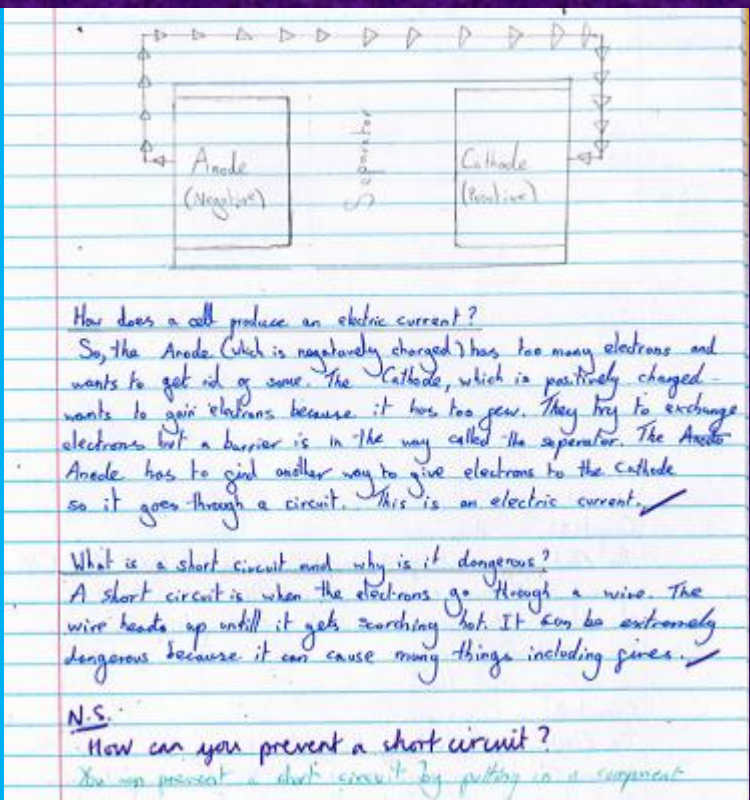 Anode
(Negative)
Separator
Cathode
(Positive)
How does a cell produce an electric current?
So, the Anode (which is negatavely charged) has too many electrons and
wants to get rid of some. The Cathode, which is positively charged
wants to gain electrons because it has too few. They try to exchange
electrons but a barrier is in the way called the seperator. The Anode
Anode has to find another way to give electrons to the Cathode
so it goes through a circuit. This is an electric current.
What is a short circuit and why is it dangerous?
A short circuit is when the electrons go through a wire. The
wire heats up untill it gets scorching hot. It can be extremely
dangerous because it can cause many things including fires.
N.S.
How can you prevent a short circuit?
You can prevent a short circuit by putting in a component